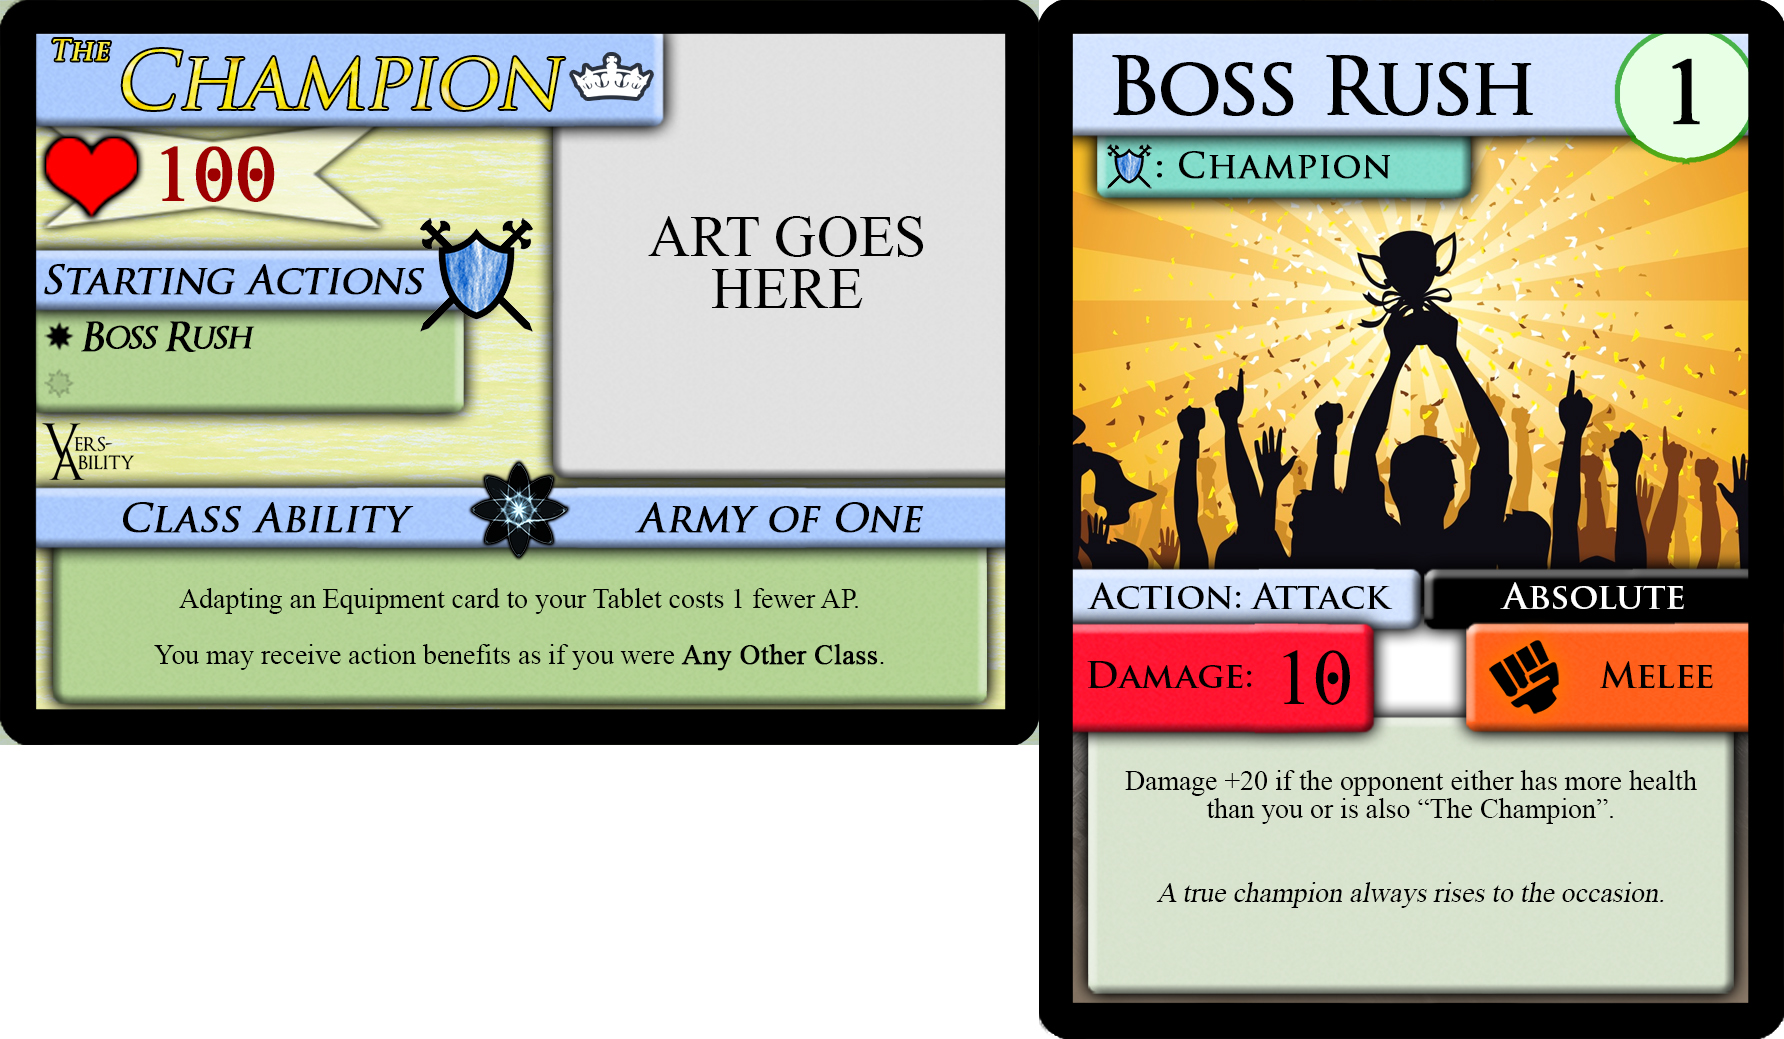 THE CHAMPION
100
STARTING ACTIONS
BOSS RUSH
VERS-
ABILITY
ART GOES
HERE
CLASS ABILITY
ARMY OF ONE
Adapting an Equipment card to your Tablet costs 1 fewer AP.
You may receive action benefits as if you were Any Other Class.
BOSS RUSH
1
: CHAMPION
ACTION: ATTACK
ABSOLUTE
DAMAGE: 10
MELEE
Damage +20 if the opponent either has more health
than you or is also “The Champion”.
A true champion always rises to the occasion.